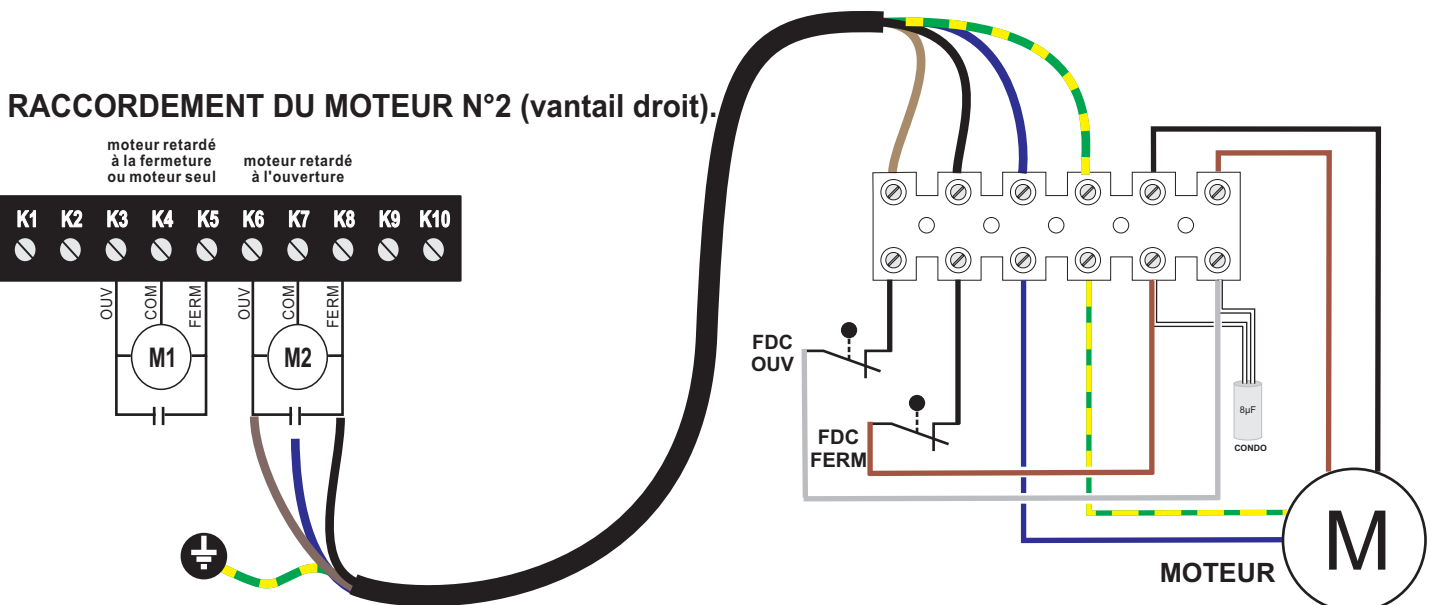 RACCORDEMENT DU MOTEUR N°2 (vantail droit).
moteur retardé
à la fermeture
ou moteur seul
moteur retardé
à l'ouverture
K1 K2 K3 K4 K5 K6 K7 K8 K9 K10
OUV COM FERM OUV COM FERM
M1 M2
FDC
OUV
FDC
FERM
8µF
CONDO
M
MOTEUR